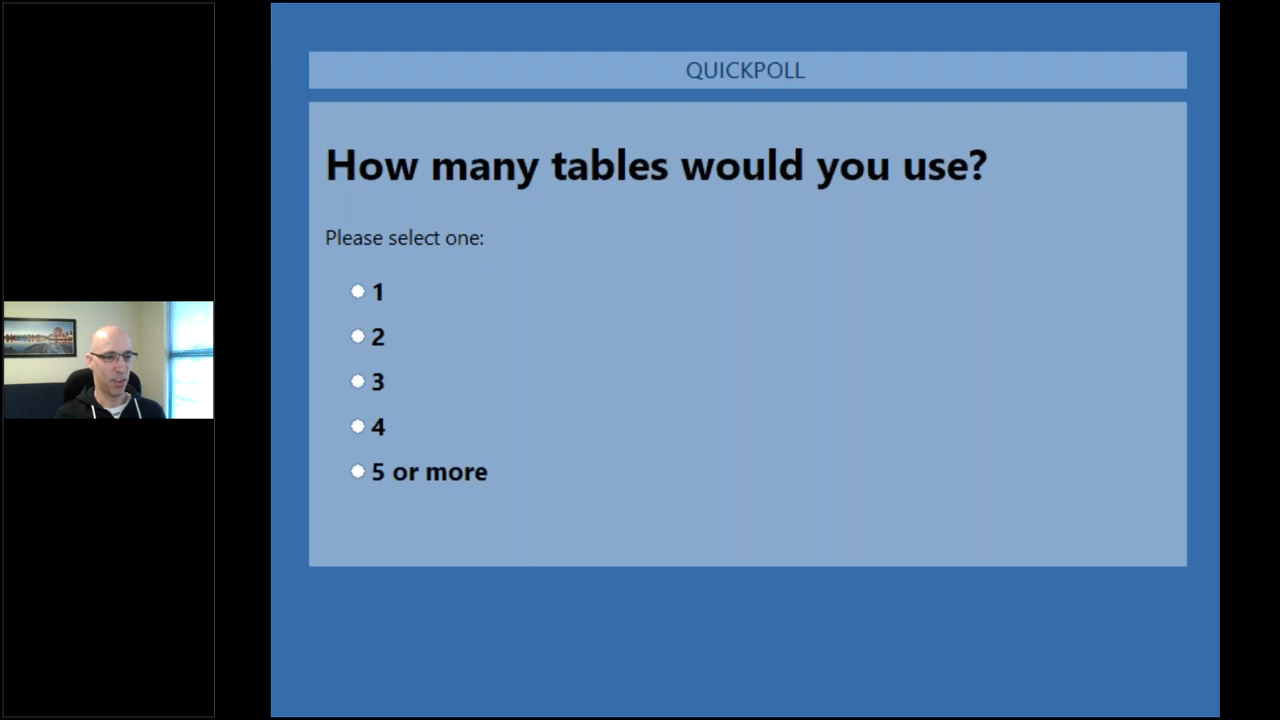 QUICKPOLL
How many tables would you use?
Please select one:
1
2
3
4
5 or more